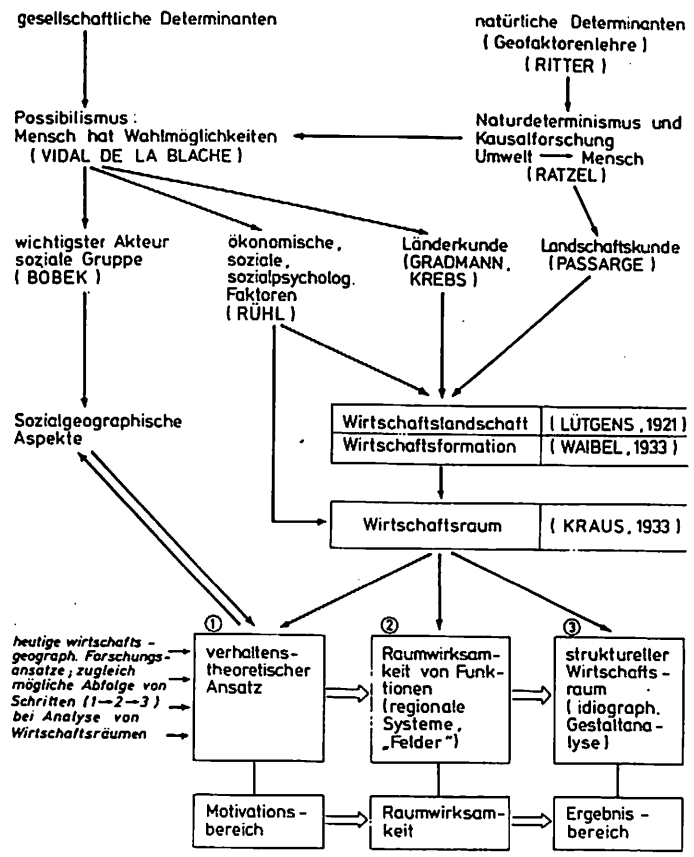 gesellschaftliche Determinanten
natürliche Determinanten
(Geofaktorenlehre)
(RITTER)
Possibilismus:
Mensch hat Wahlmöglichkeiten
(VIDAL DE LA BLACHE)
Naturdeterminismus und
Kausalforschung
Umwelt → Mensch
(RATZEL)
wichtigster Akteur
soziale Gruppe
(BOBEK)
ökonomische,
soziale,
sozialpsycholog.
Faktoren
(RÜHL)
Länderkunde
(GRADMANN,
KREBS)
Landschaftskunde
(PASSARGE)
Sozialgeographische
Aspekte
Wirtschaftslandschaft (LÜTGENS, 1921)
Wirtschaftsformation (WAIBEL, 1933)
Wirtschaftsraum (KRAUS, 1933)
heutige wirtschafts-
geograph. Forschungs-
ansätze; zugleich
mögliche Abfolge von
Schritten (1→2→3)
bei Analyse von
Wirtschaftsräumen
①
verhaltens-
theoretischer
Ansatz
②
Raumwirksam-
keit von Funk-
tionen
(regionale
Systeme,
„Felder")
③
struktureller
Wirtschafts-
raum
(idiograph.
Gestaltana-
lyse)
Motivations-
bereich
Raumwirksam-
keit
Ergebnis-
bereich